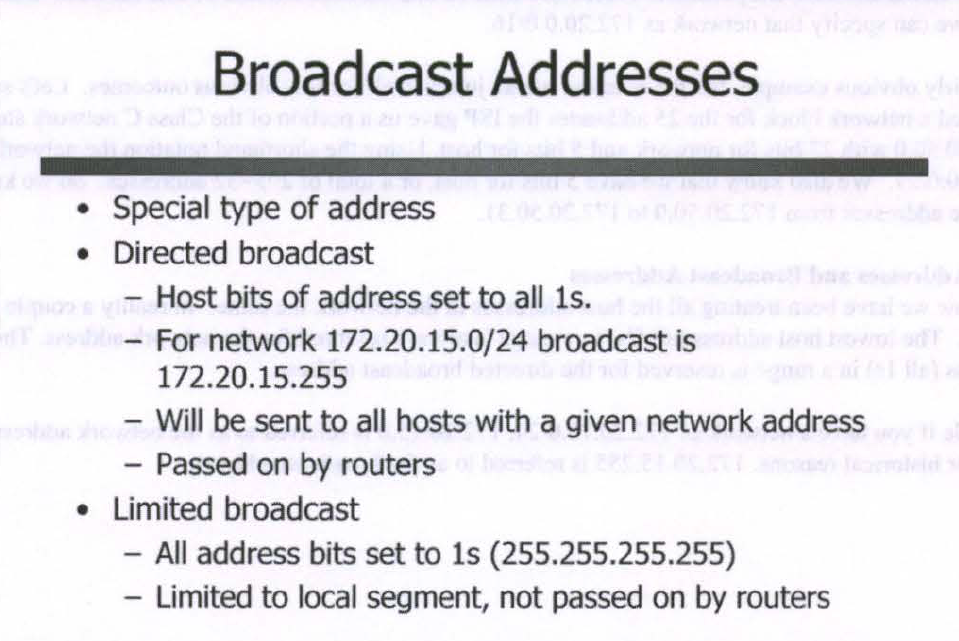 Broadcast Addresses
• Special type of address
• Directed broadcast
– Host bits of address set to all 1s.
– For network 172.20.15.0/24 broadcast is
172.20.15.255
– Will be sent to all hosts with a given network address
– Passed on by routers
• Limited broadcast
– All address bits set to 1s (255.255.255.255)
– Limited to local segment, not passed on by routers